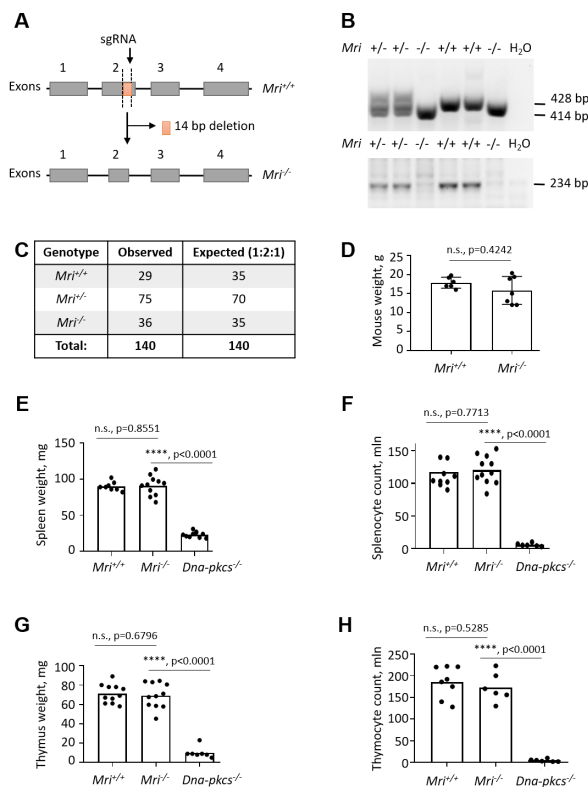 A
sgRNA
1 2 3 4
Exons Mri+/+
14 bp deletion
1 2 3 4
Exons Mri-/-
B
Mri +/- +/- -/- +/+ +/+ -/- H2O
428 bp
414 bp
Mri +/- +/- -/- +/+ +/+ -/- H2O
234 bp
C
Genotype Observed Expected (1:2:1)
Mri+/+ 29 35
Mri+/- 75 70
Mri-/- 36 35
Total: 140 140
D
n.s., p=0.4242
Mouse weight, g
25
20
15
10
5
0
Mri+/+ Mri-/-
E
n.s., p=0.8551
****, p<0.0001
Spleen weight, mg
150
100
50
0
Mri+/+ Mri-/- Dna-pkcs-/-
F
n.s., p=0.7713
****, p<0.0001
Splenocyte count, mln
150
100
50
0
Mri+/+ Mri-/- Dna-pkcs-/-
G
n.s., p=0.6796
****, p<0.0001
Thymus weight, mg
100
80
60
40
20
0
Mri+/+ Mri-/- Dna-pkcs-/-
H
n.s., p=0.5285
****, p<0.0001
Thymocyte count, mln
250
200
150
100
50
0
Mri+/+ Mri-/- Dna-pkcs-/-